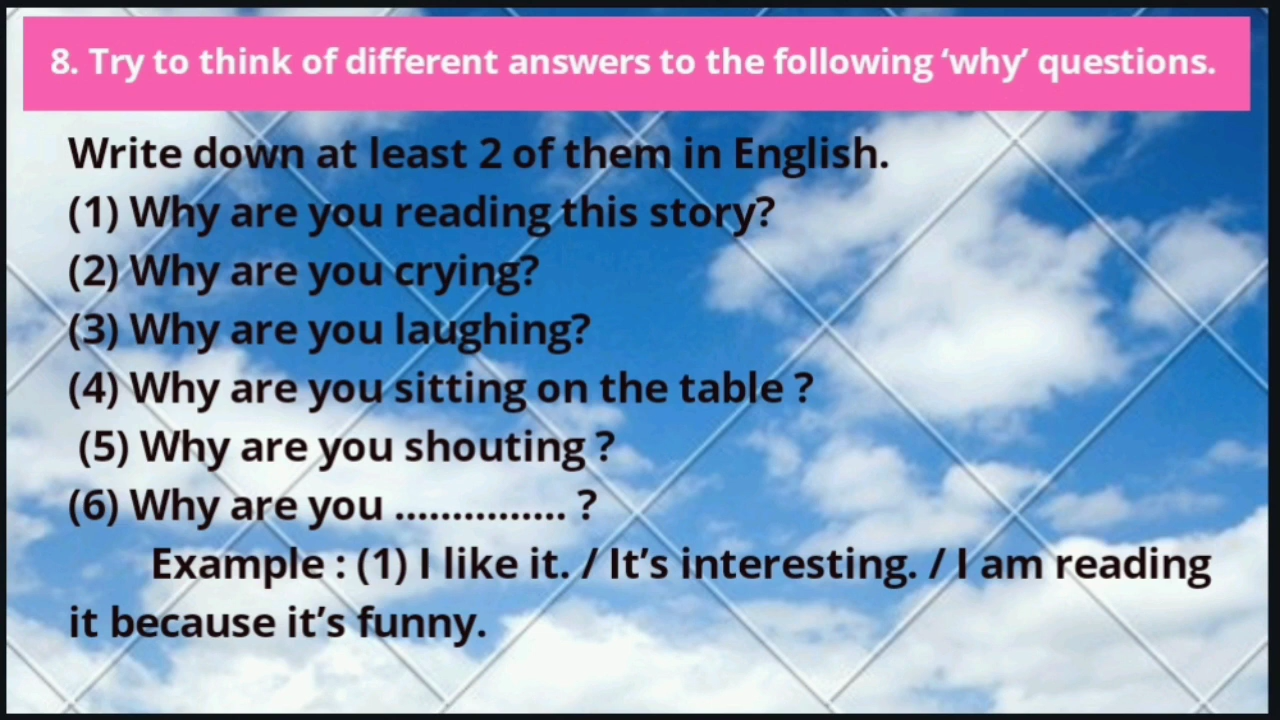 8. Try to think of different answers to the following ‘why’ questions.
Write down at least 2 of them in English.
(1) Why are you reading this story?
(2) Why are you crying?
(3) Why are you laughing?
(4) Why are you sitting on the table ?
(5) Why are you shouting ?
(6) Why are you ............... ?
Example : (1) I like it. / It’s interesting. / I am reading
it because it’s funny.